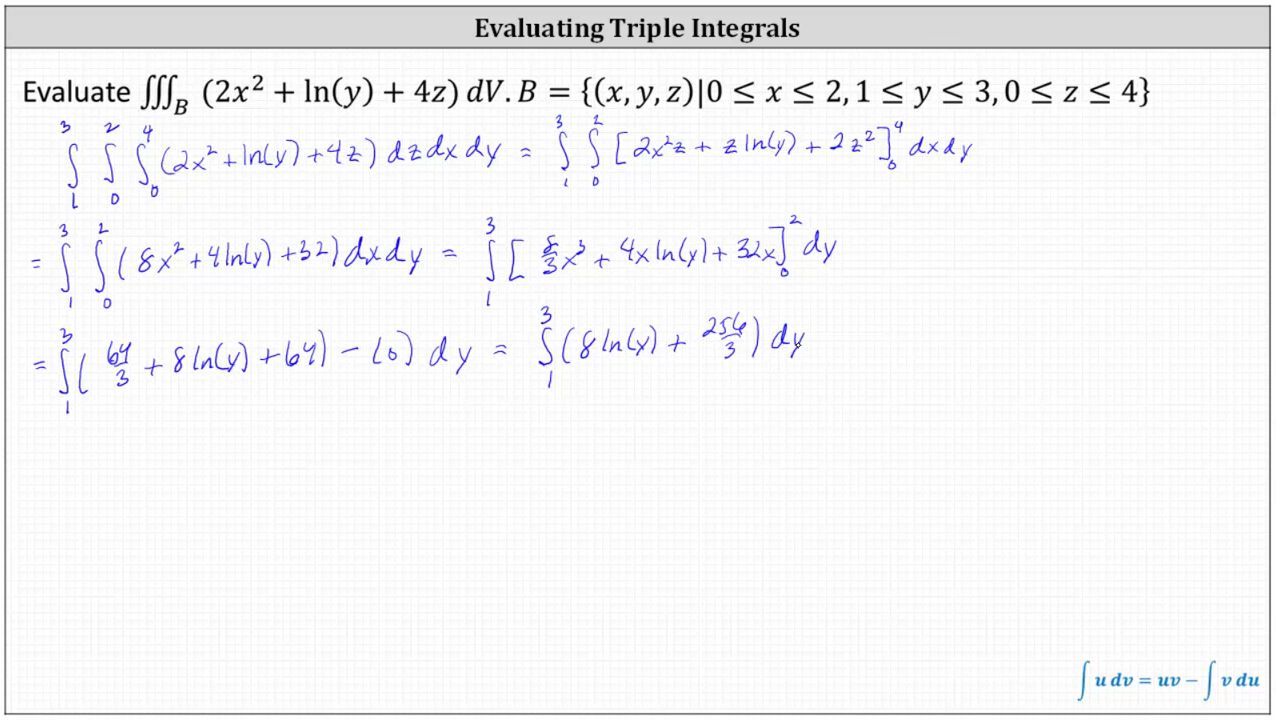 Evaluating Triple Integrals
Evaluate ∭_B (2x² + ln(y) + 4z) dV. B = {(x, y, z)|0 ≤ x ≤ 2, 1 ≤ y ≤ 3, 0 ≤ z ≤ 4}
∫₁³ ∫₀² ∫₀⁴ (2x² + ln(y) + 4z) dz dx dy = ∫₁³ ∫₀² [2x²z + z ln(y) + 2z²]₀⁴ dx dy
= ∫₁³ ∫₀² (8x² + 4 ln(y) + 32) dx dy = ∫₁³ [8/3 x³ + 4x ln(y) + 32x]₀² dy
= ∫₁³ (64/3 + 8 ln(y) + 64) − (0) dy = ∫₁³ (8 ln(y) + 256/3) dy
∫ u dv = uv − ∫ v du